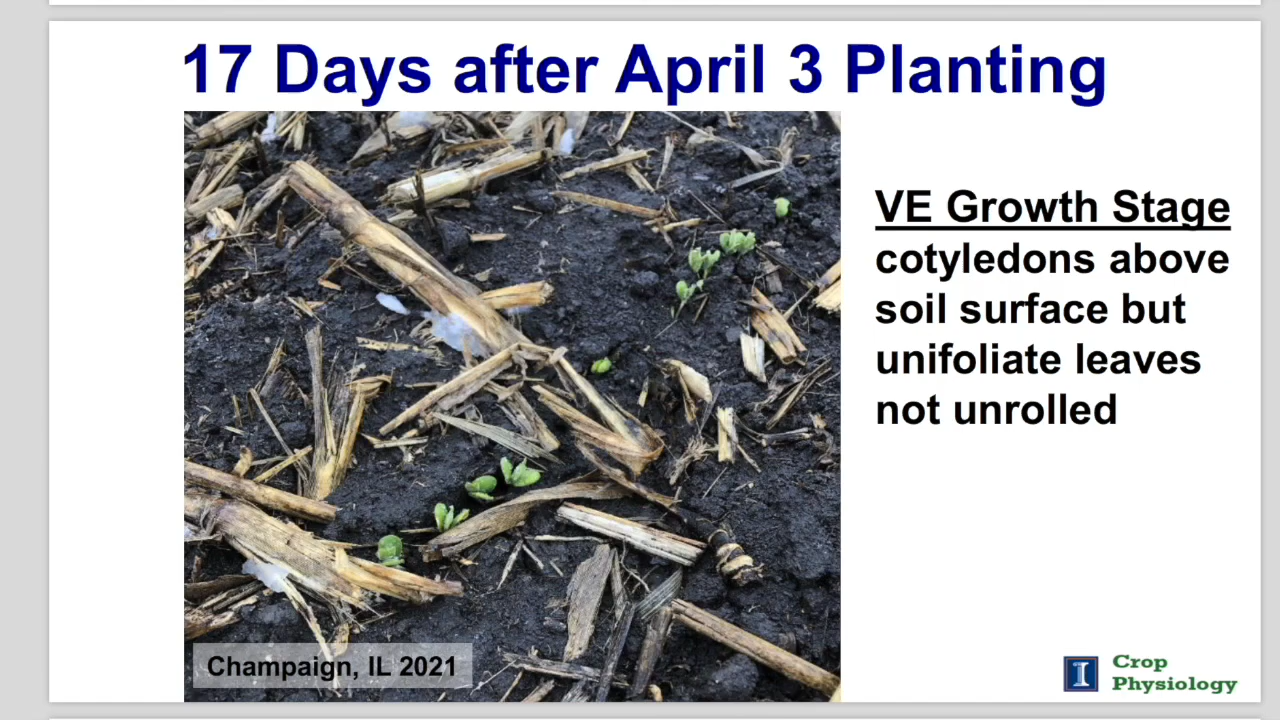 17 Days after April 3 Planting
VE Growth Stage
cotyledons above
soil surface but
unifoliate leaves
not unrolled
Champaign, IL 2021
I
Crop
Physiology